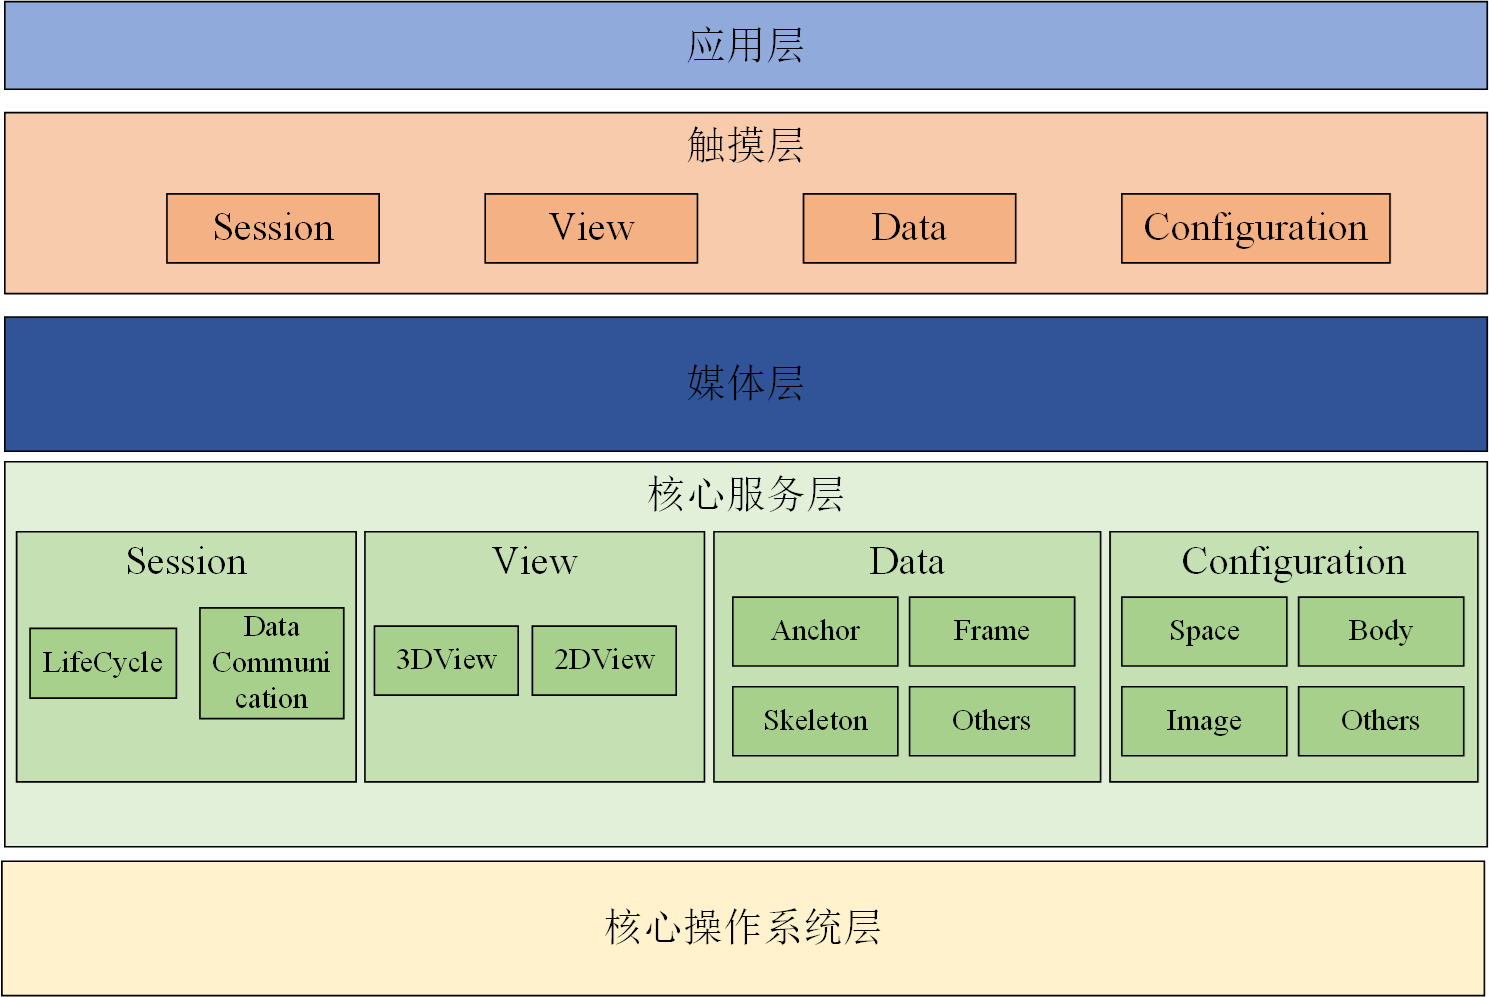 应用层
触摸层
Session
View
Data
Configuration
媒体层
核心服务层
Session
LifeCycle
Data
Communi
cation
View
3DView
2DView
Data
Anchor
Frame
Skeleton
Others
Configuration
Space
Body
Image
Others
核心操作系统层